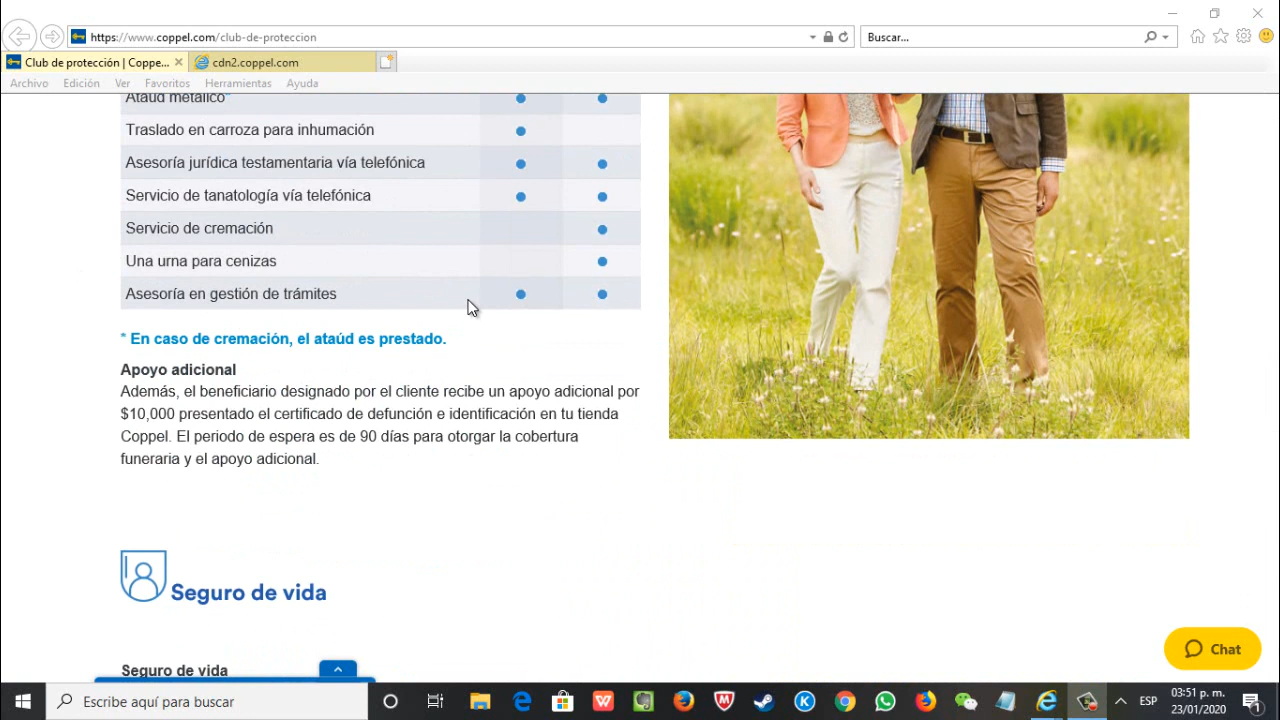 https://www.coppel.com/club-de-proteccion
Buscar...
Club de protección | Coppe...
cdn2.coppel.com
Archivo Edición Ver Favoritos Herramientas Ayuda
Ataúd metálico*
Traslado en carroza para inhumación
Asesoría jurídica testamentaria vía telefónica
Servicio de tanatología vía telefónica
Servicio de cremación
Una urna para cenizas
Asesoría en gestión de trámites
* En caso de cremación, el ataúd es prestado.
Apoyo adicional
Además, el beneficiario designado por el cliente recibe un apoyo adicional por
$10,000 presentado el certificado de defunción e identificación en tu tienda
Coppel. El periodo de espera es de 90 días para otorgar la cobertura
funeraria y el apoyo adicional.
Seguro de vida
Seguro de vida
Chat
Escribe aquí para buscar
ESP
03:51 p. m.
23/01/2020
1